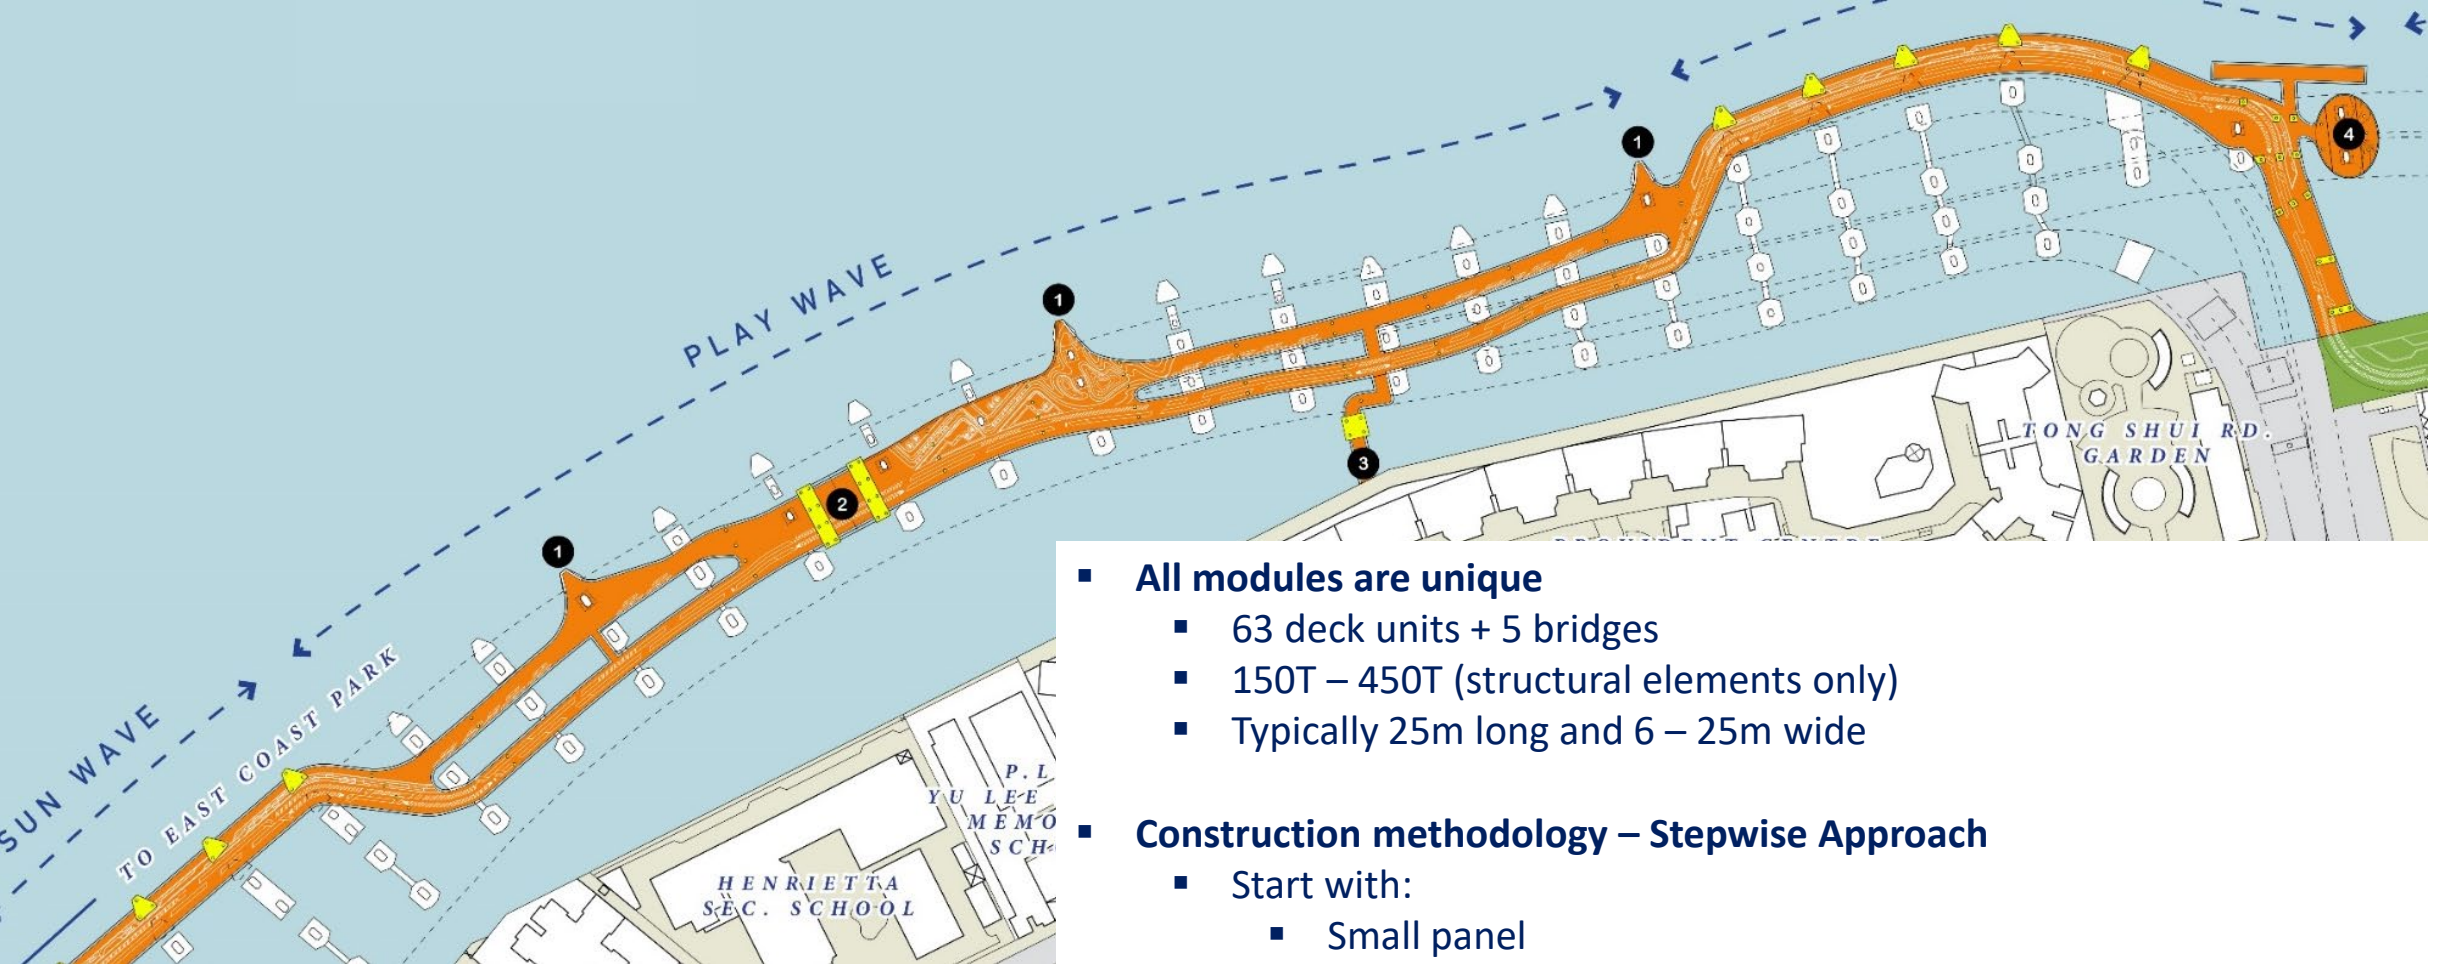 PLAY WAVE
SUN WAVE
TO EAST COAST PARK
1
1
1
2
3
4
TONG SHUI RD.
GARDEN
P.L
YU LEE
MEMO
SCH
HENRIETTA
SEC. SCHOOL
▪ All modules are unique
▪ 63 deck units + 5 bridges
▪ 150T – 450T (structural elements only)
▪ Typically 25m long and 6 – 25m wide
▪ Construction methodology – Stepwise Approach
▪ Start with:
▪ Small panel